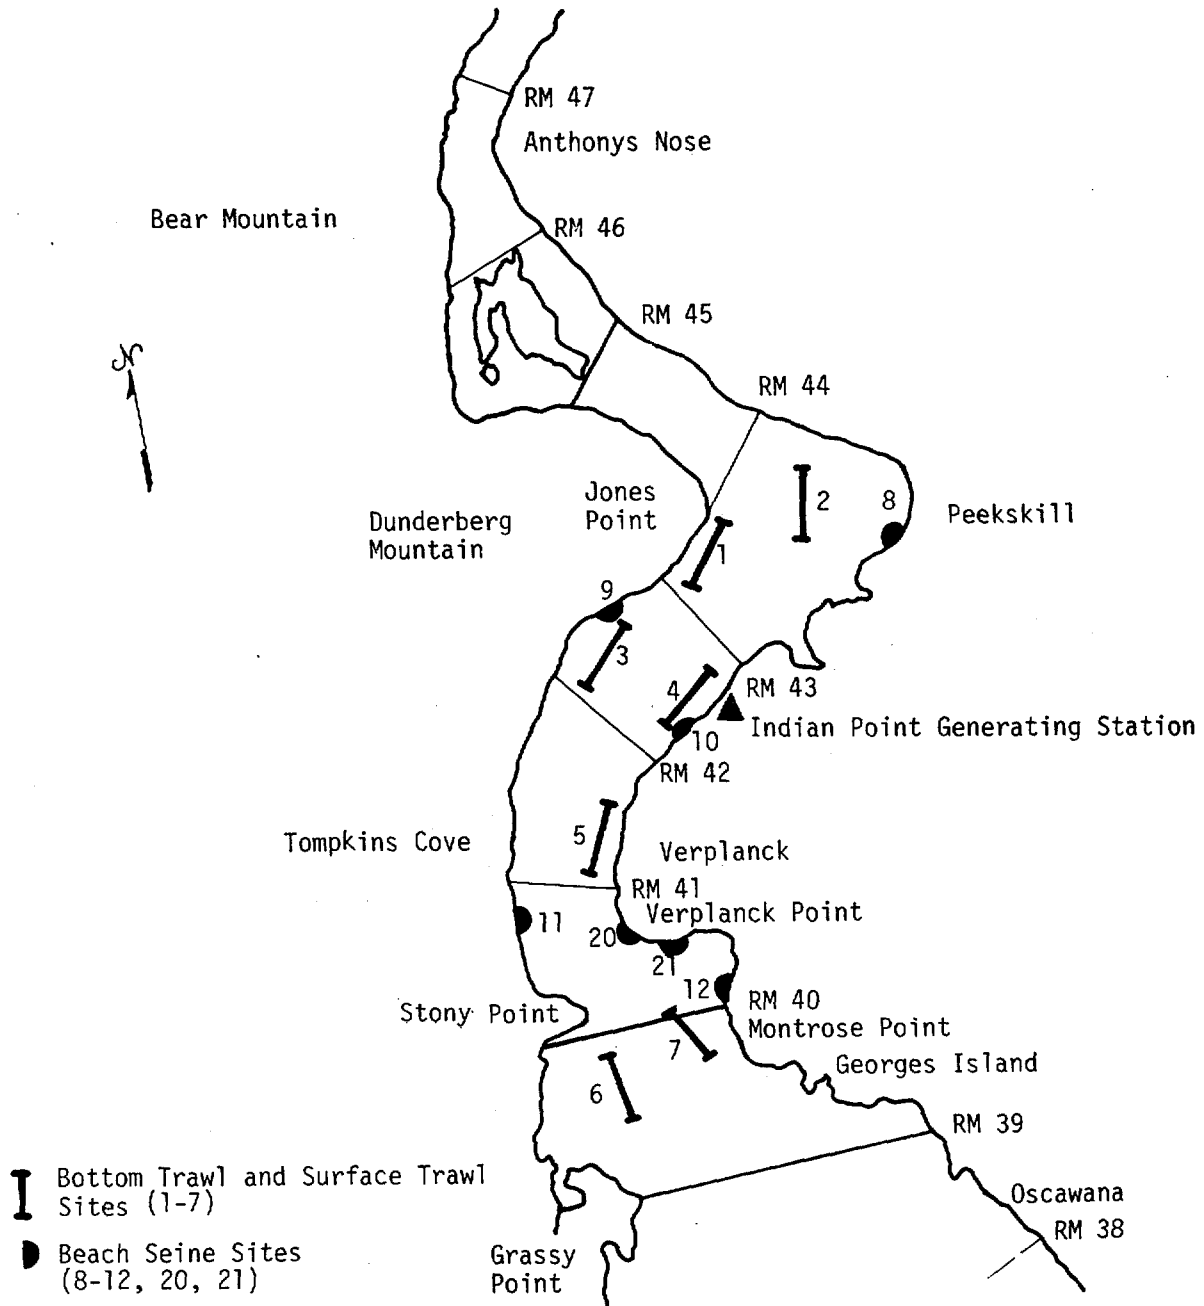 RM 47
Anthonys Nose
Bear Mountain
RM 46
RM 45
N
RM 44
Jones
Point
2
8
Peekskill
Dunderberg
Mountain
1
9
3
4
RM 43
Indian Point Generating Station
10
RM 42
5
Tompkins Cove
Verplanck
RM 41
Verplanck Point
11
20
21
12
RM 40
Stony Point
Montrose Point
7
Georges Island
6
RM 39
Bottom Trawl and Surface Trawl
Sites (1-7)
Oscawana
RM 38
Beach Seine Sites
(8-12, 20, 21)
Grassy
Point